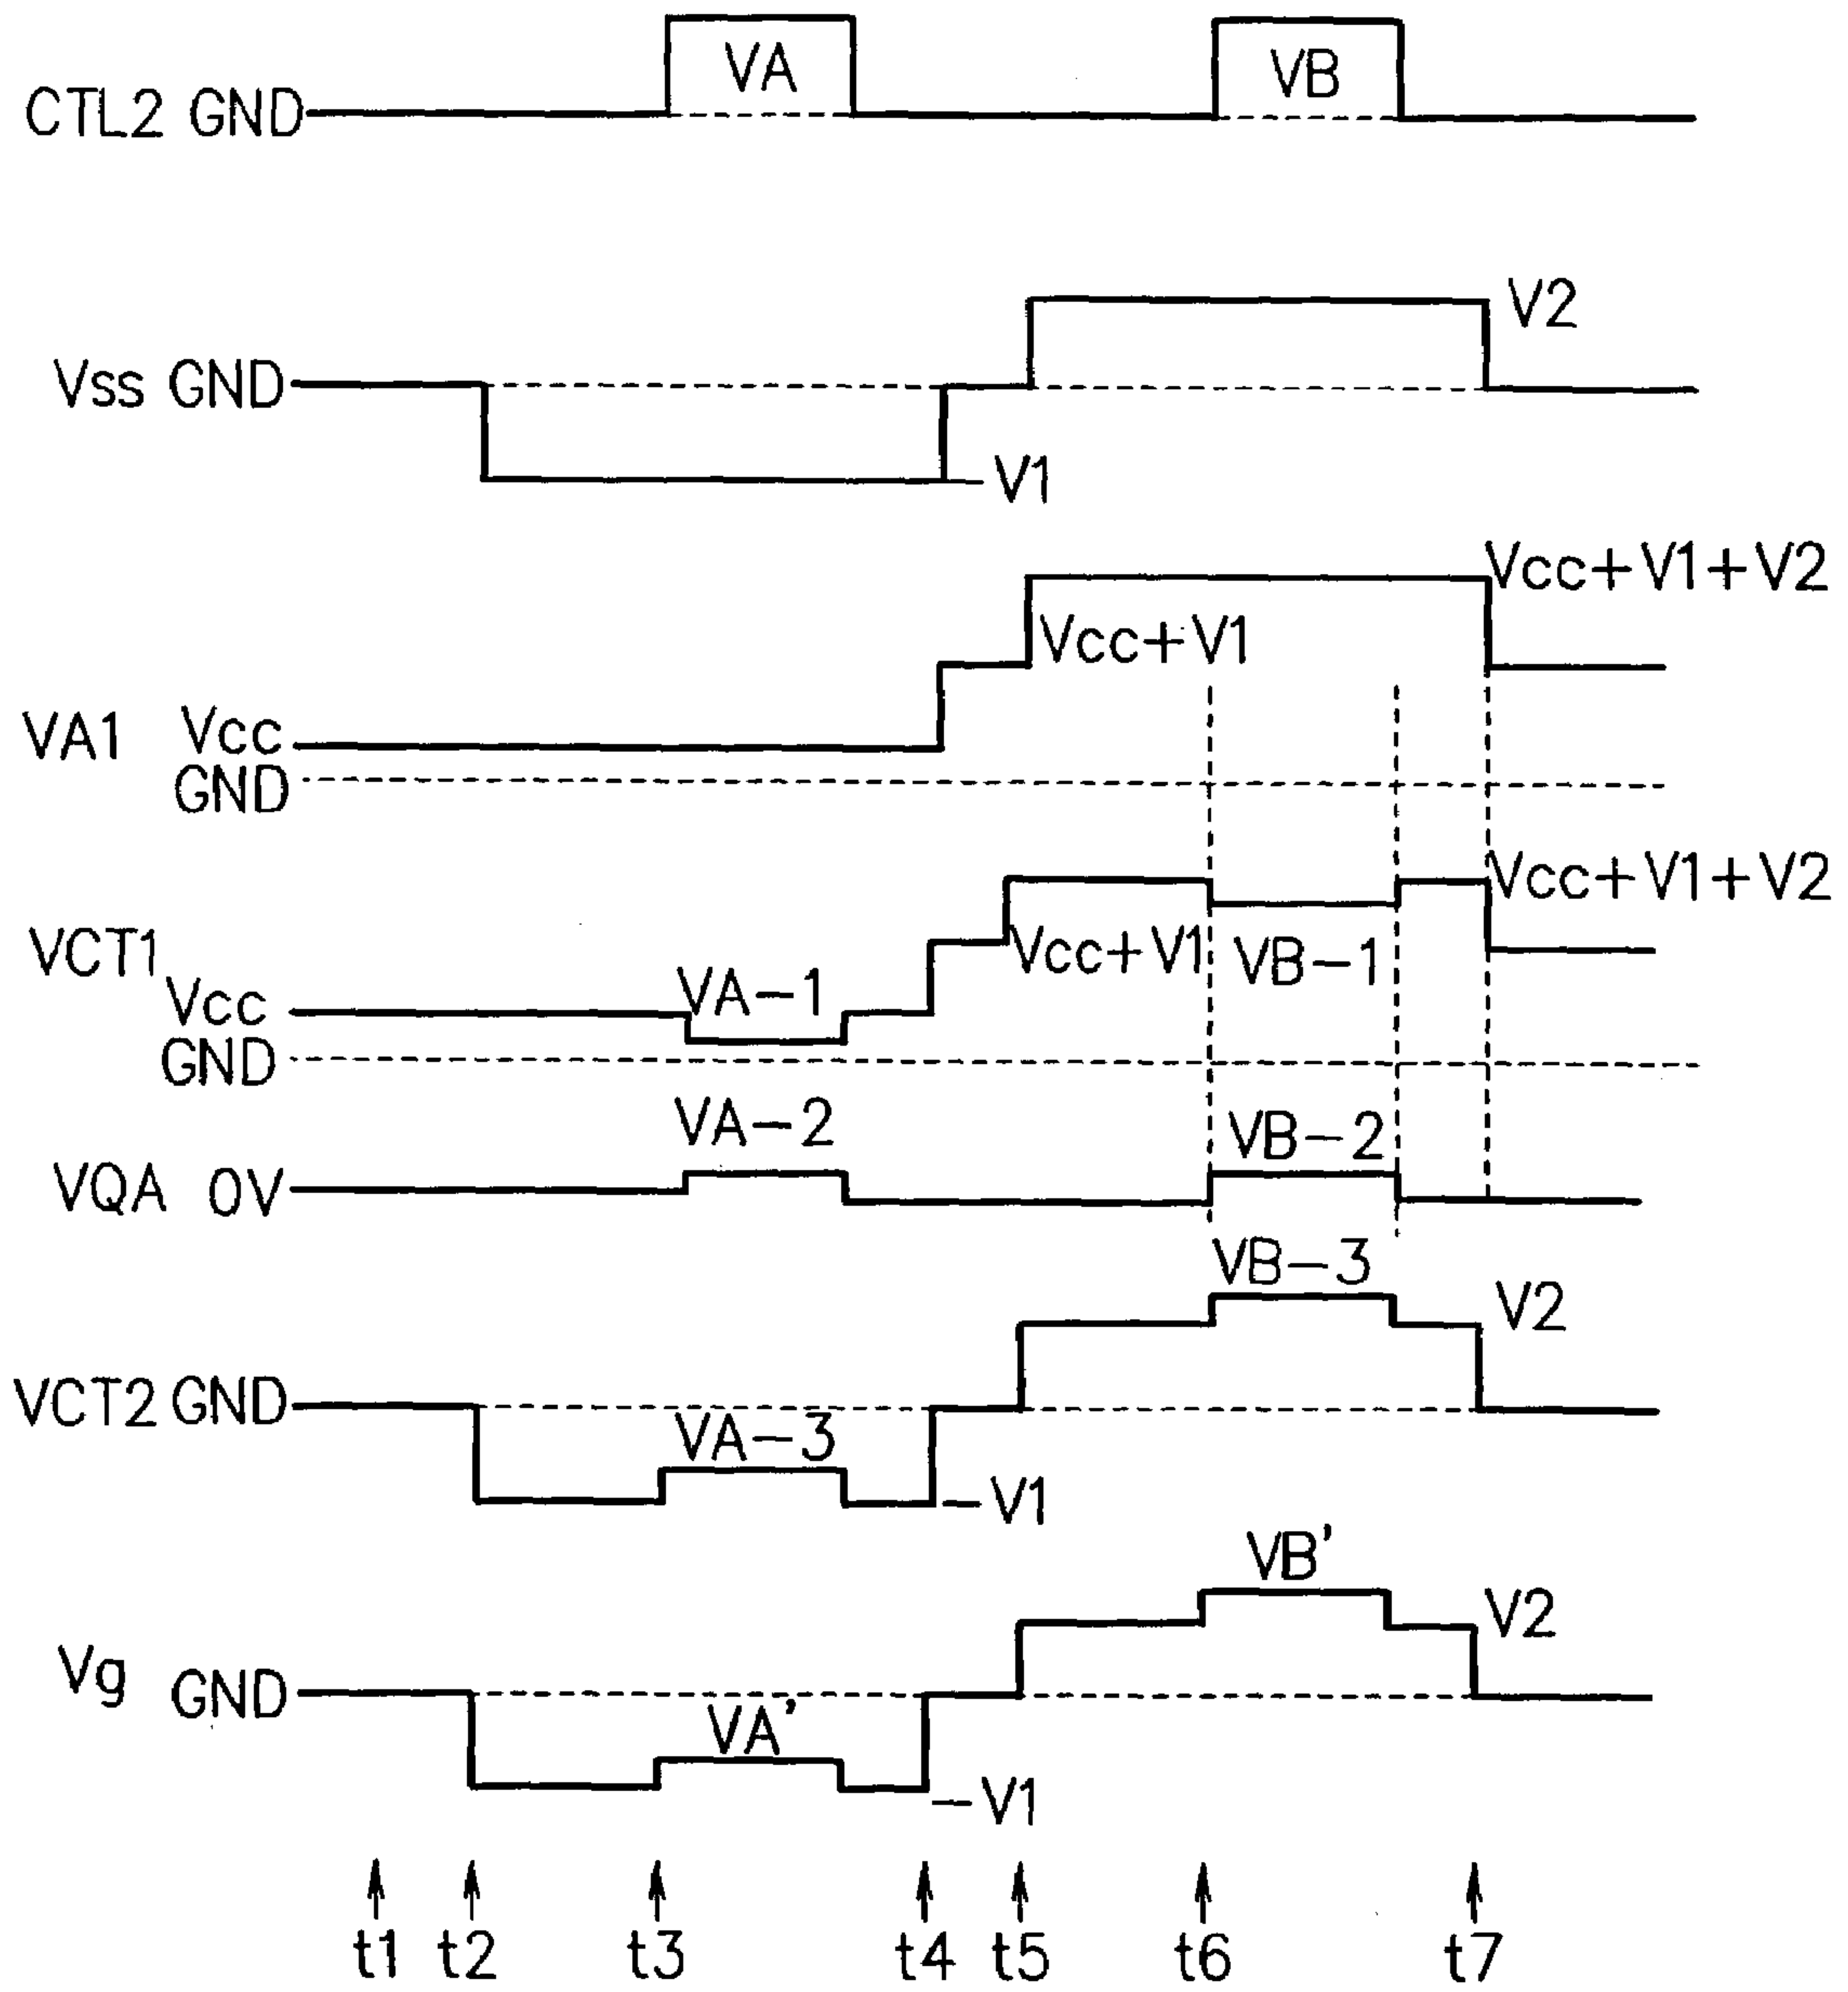 VA
VB
CTL2 GND
V2
Vss GND
-V1
Vcc+V1+V2
Vcc+V1
VA1 Vcc
GND
Vcc+V1+V2
VCT1
Vcc+V1
VB-1
VA-1
Vcc
GND
VA-2
VB-2
VQA 0V
VB-3
V2
VCT2 GND
VA-3
-V1
VB'
V2
Vg GND
VA'
-V1
t1 t2 t3 t4 t5 t6 t7